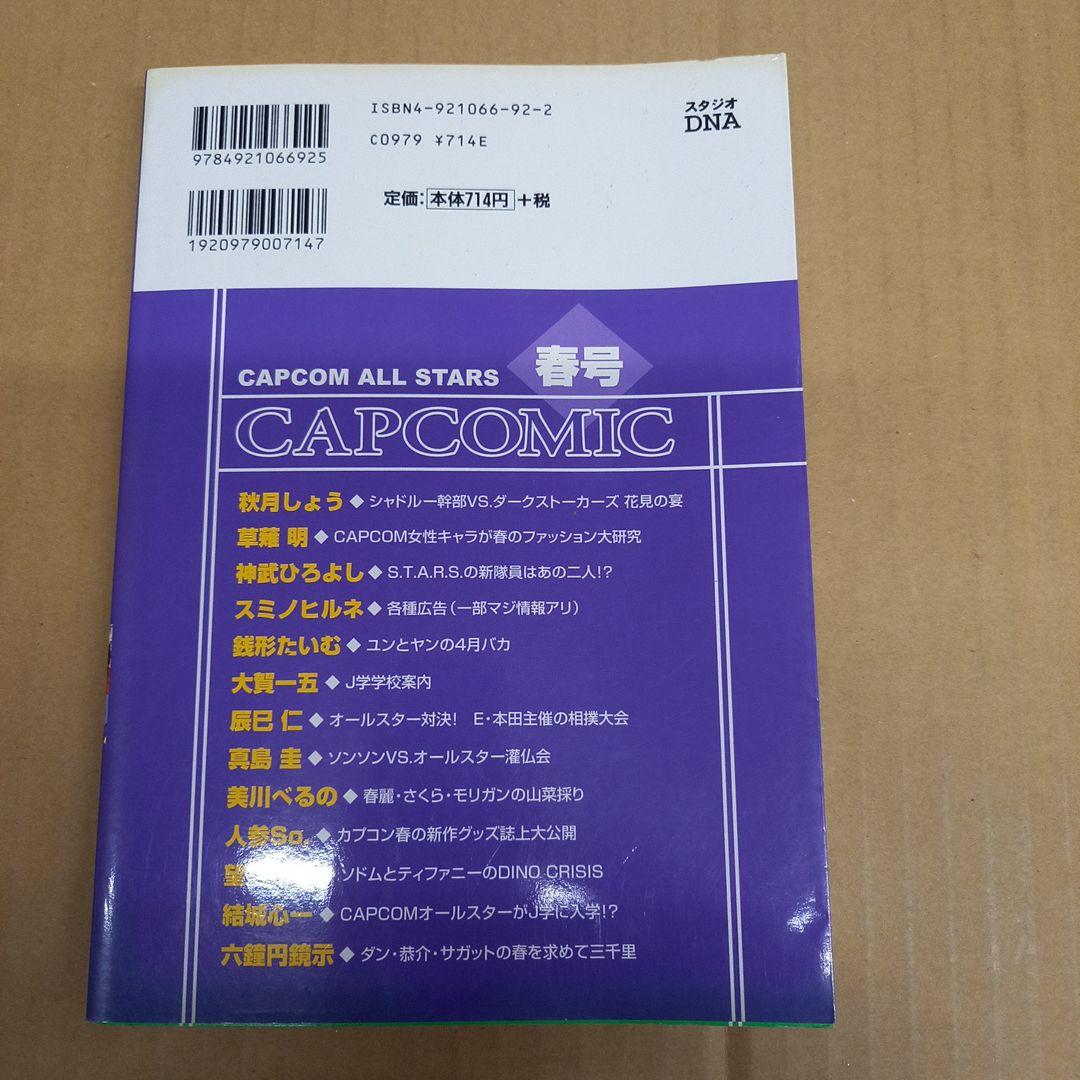 ISBN4-921066-92-2
C0979 ¥714E
9784921066925
スタジオ
DNA
定価：本体714円＋税
1920979007147
春号
CAPCOM ALL STARS
CAPCOMIC
秋月しょう◆シャドルー幹部VS.ダークストーカーズ 花見の宴
草薙 明◆CAPCOM女性キャラが春のファッション大研究
神武ひろよし◆S.T.A.R.S.の新隊員はあの二人!?
スミノヒルネ◆各種広告（一部マジ情報アリ）
銭形たいむ◆ユンとヤンの4月バカ
大賀一五◆J学学校案内
辰巳 仁◆オールスター対決！ E・本田主催の相撲大会
真島 圭◆ソンソンVS.オールスター灌仏会
美川べるの◆春麗・さくら・モリガンの山菜採り
人参So.◆カプコン春の新作グッズ誌上大公開
望 ソドムとティファニーのDINO CRISIS
結城心一◆CAPCOMオールスターがJ学に入学!?
六鐘円鏡示◆ダン・恭介・サガットの春を求めて三千里